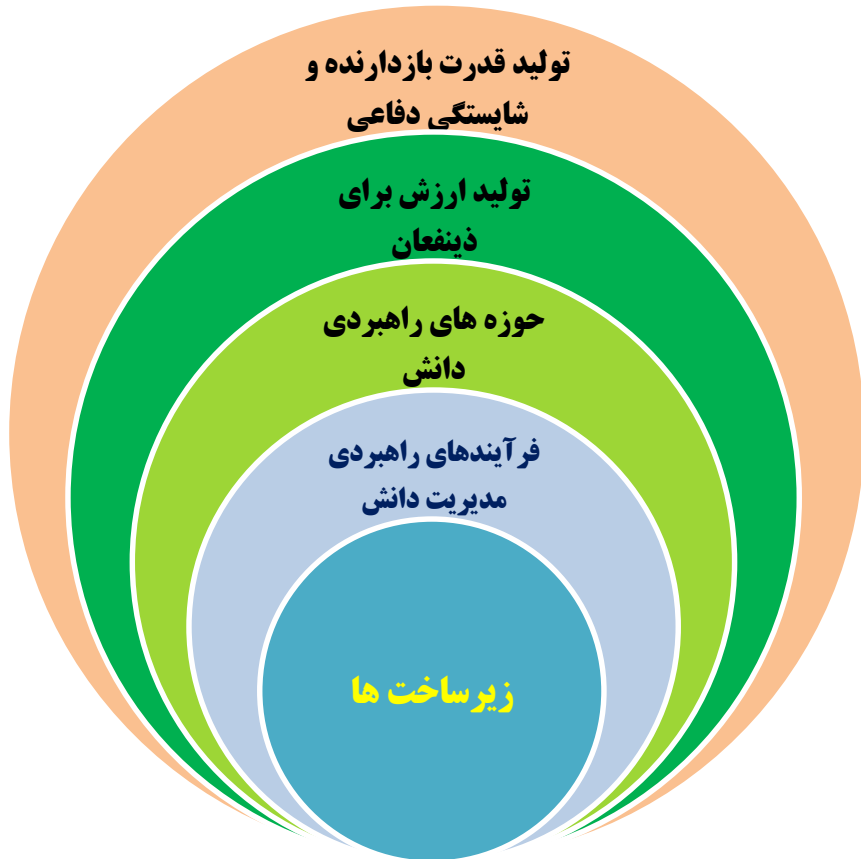 تولید قدرت بازدارنده و
شایستگی دفاعی
تولید ارزش برای
ذینفعان
حوزه های راهبردی
دانش
فرآیندهای راهبردی
مدیریت دانش
زیرساخت ها